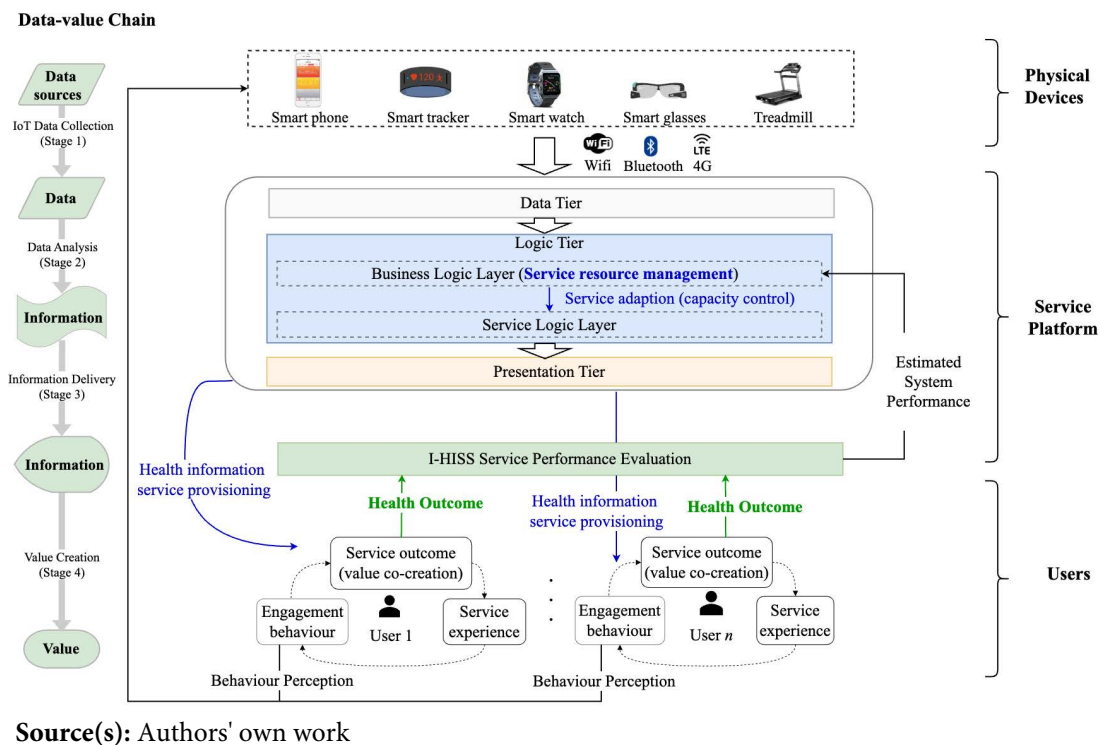 Data-value Chain
Data
sources
IoT Data Collection
(Stage 1)
Data
Data Analysis
(Stage 2)
Information
Information Delivery
(Stage 3)
Information
Value Creation
(Stage 4)
Value
120
Smart phone
Smart tracker
Smart watch
Smart glasses
Treadmill
Physical
Devices
WiFi
LTE
Wifi
Bluetooth
4G
Data Tier
Logic Tier
Business Logic Layer (Service resource management)
Service adaption (capacity control)
Service Logic Layer
Presentation Tier
Service
Platform
Estimated
System
Performance
I-HISS Service Performance Evaluation
Health information
service provisioning
Health Outcome
Health information
service provisioning
Health Outcome
Service outcome
(value co-creation)
Engagement
behaviour
User 1
Service
experience
Behaviour Perception
Service outcome
(value co-creation)
Engagement
behaviour
User n
Service
experience
Behaviour Perception
Users
Source(s): Authors' own work